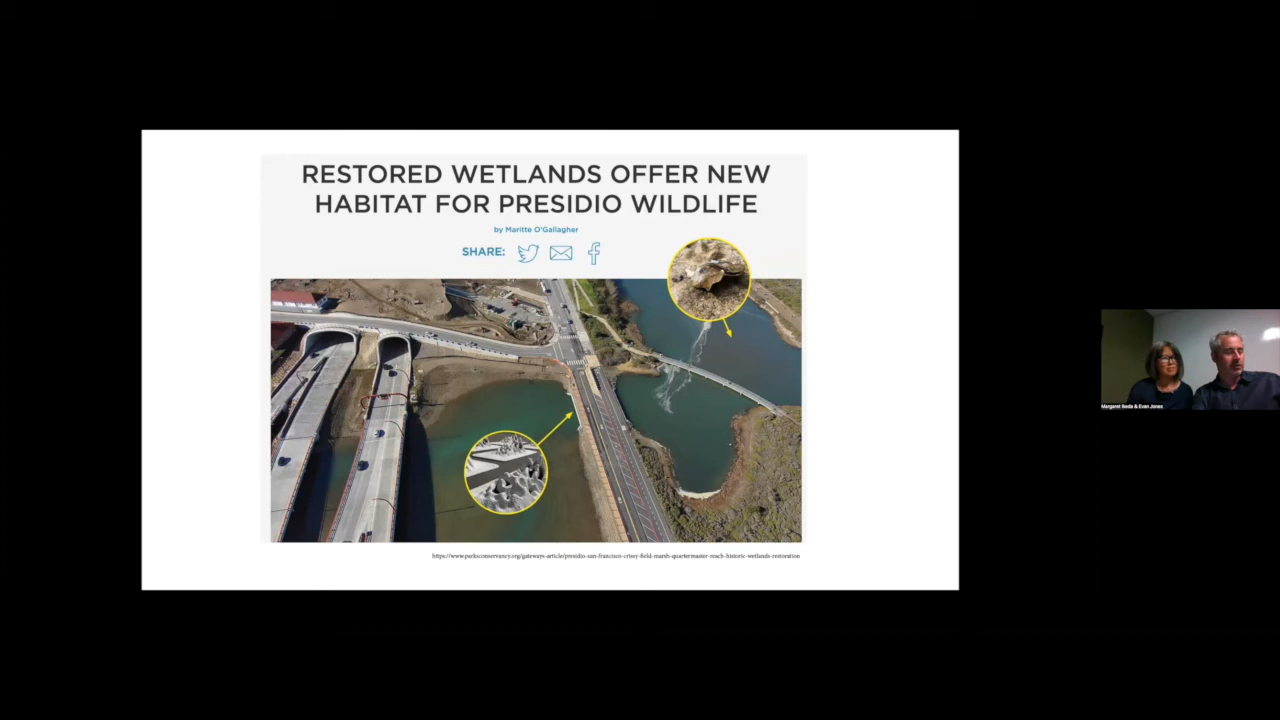 RESTORED WETLANDS OFFER NEW
HABITAT FOR PRESIDIO WILDLIFE
by Maritte O'Gallagher
SHARE:
https://www.parksconservancy.org/gateways-article/presidio-san-francisco-crissy-field-marsh-quartermaster-reach-historic-wetlands-restoration
Margaret Ikeda & Evan Jones